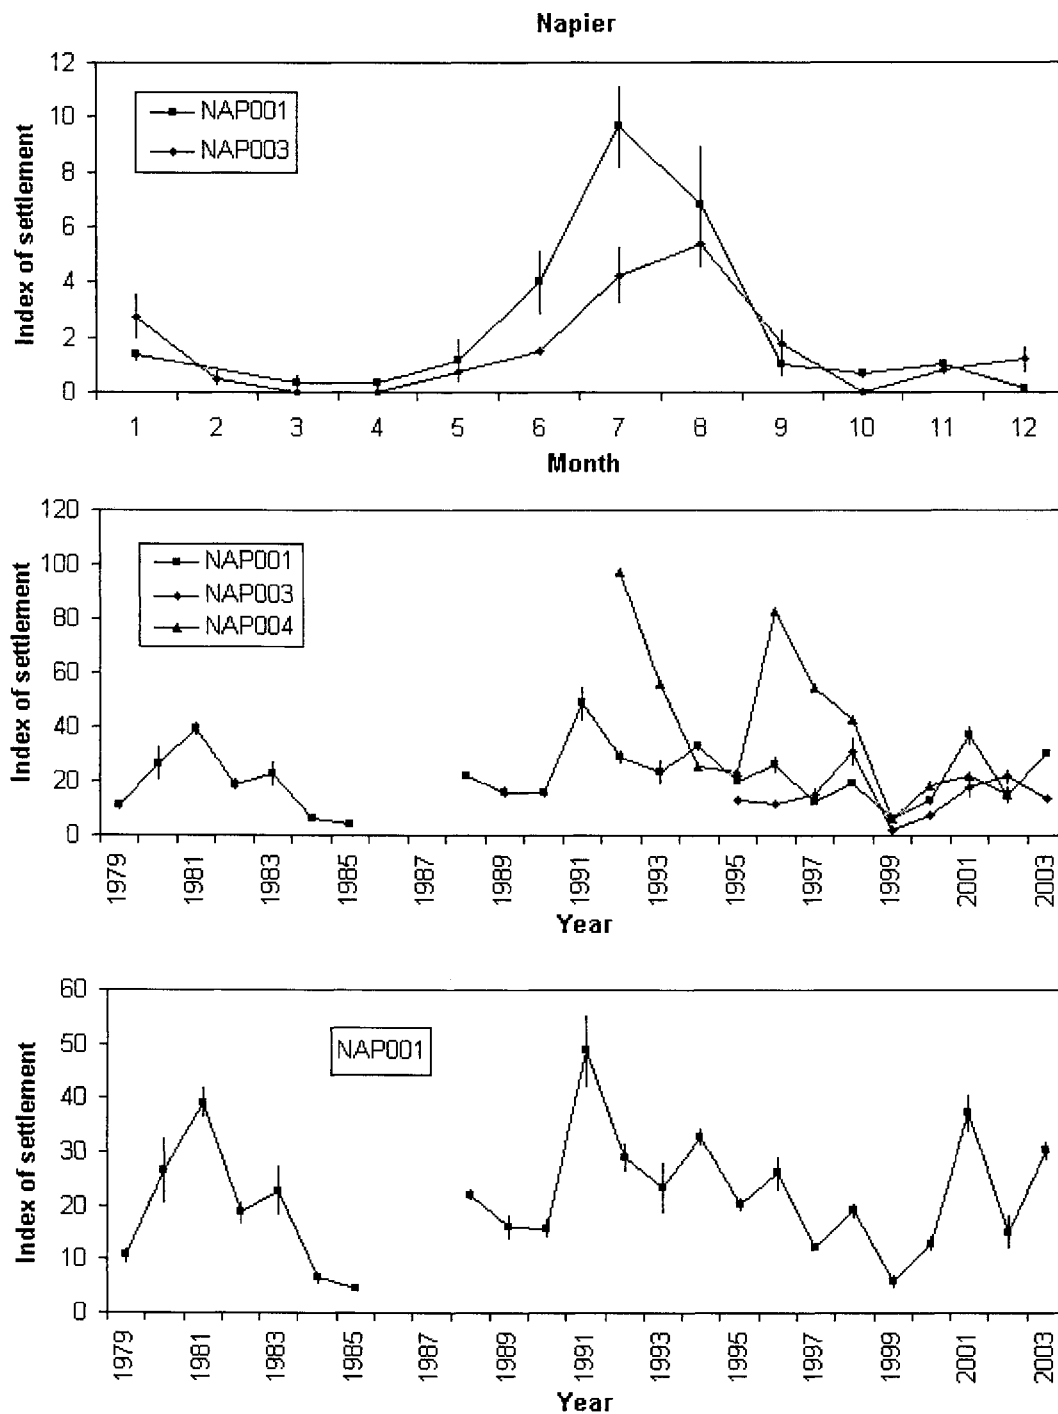 Napier
12
10
8
6
4
2
0
Index of settlement
NAP001
NAP003
1 2 3 4 5 6 7 8 9 10 11 12
Month
120
100
80
60
40
20
0
Index of settlement
NAP001
NAP003
NAP004
1979 1981 1983 1985 1987 1989 1991 1993 1995 1997 1999 2001 2003
Year
60
50
40
30
20
10
0
Index of settlement
NAP001
1979 1981 1983 1985 1987 1989 1991 1993 1995 1997 1999 2001 2003
Year